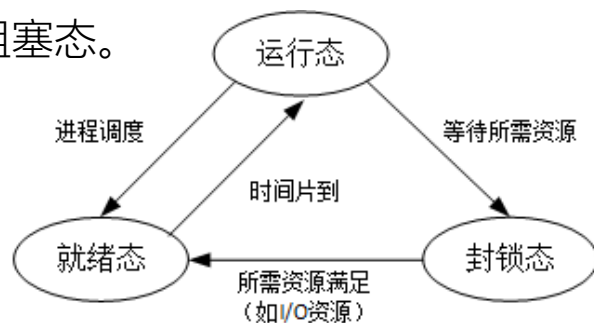 阻塞态。
运行态
进程调度
等待所需资源
时间片到
就绪态
封锁态
所需资源满足
（如I/O资源）